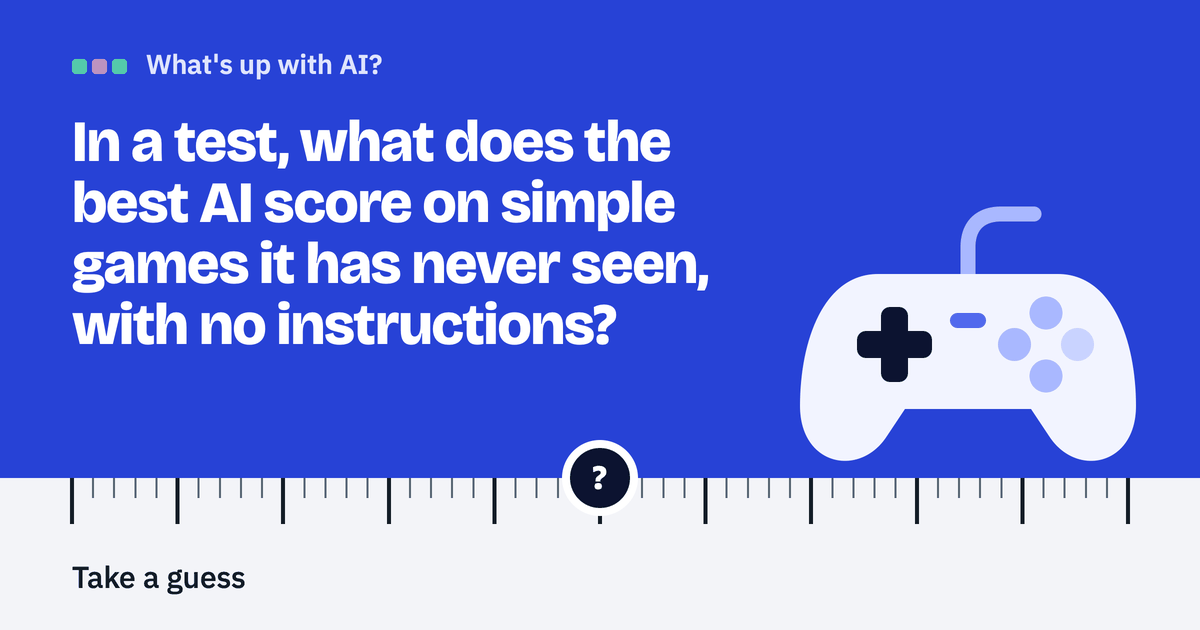 What's up with AI?
In a test, what does the
best AI score on simple
games it has never seen,
with no instructions?
?
Take a guess